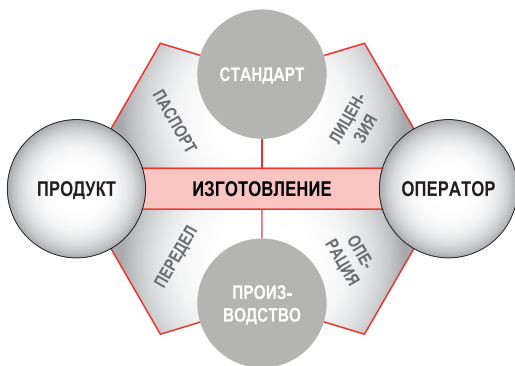 СТАНДАРТ
ПАСПОРТ
ЛИЦЕН-
ЗИЯ
ПРОДУКТ
ИЗГОТОВЛЕНИЕ
ОПЕРАТОР
ПЕРЕДЕЛ
ОПЕ-
РАЦИЯ
ПРОИЗ-
ВОДСТВО